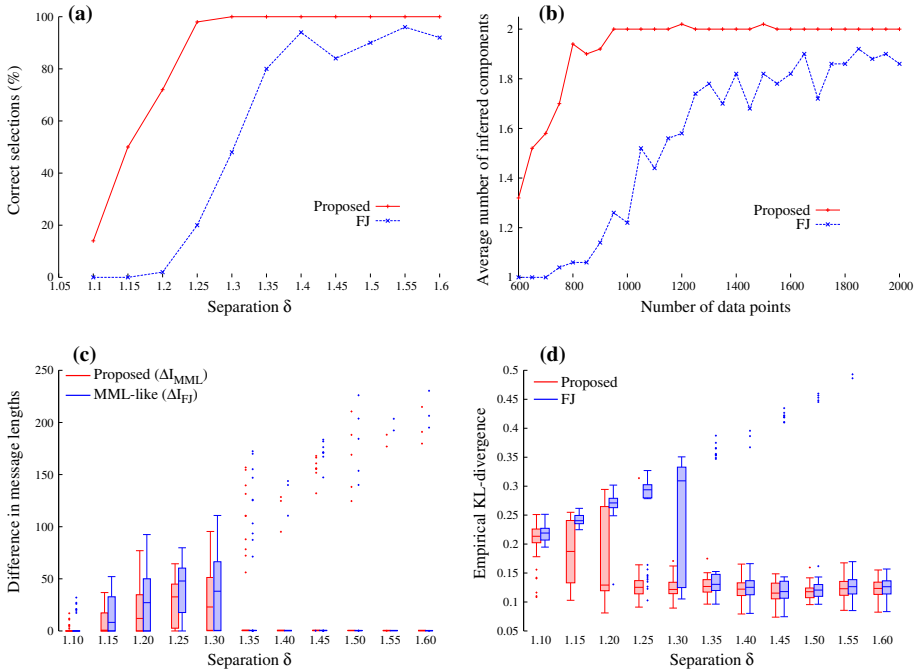 (a)
Correct selections (%)
100
80
60
40
20
0
1.05 1.1 1.15 1.2 1.25 1.3 1.35 1.4 1.45 1.5 1.55 1.6
Separation δ
Proposed
FJ
(b)
Average number of inferred components
2
1.8
1.6
1.4
1.2
1
600 800 1000 1200 1400 1600 1800 2000
Number of data points
Proposed
FJ
(c)
Proposed (ΔI_MML)
MML-like (ΔI_FJ)
Difference in message lengths
250
200
150
100
50
0
1.10 1.15 1.20 1.25 1.30 1.35 1.40 1.45 1.50 1.55 1.60
Separation δ
(d)
Proposed
FJ
Empirical KL-divergence
0.5
0.45
0.4
0.35
0.3
0.25
0.2
0.15
0.1
0.05
1.10 1.15 1.20 1.25 1.30 1.35 1.40 1.45 1.50 1.55 1.60
Separation δ